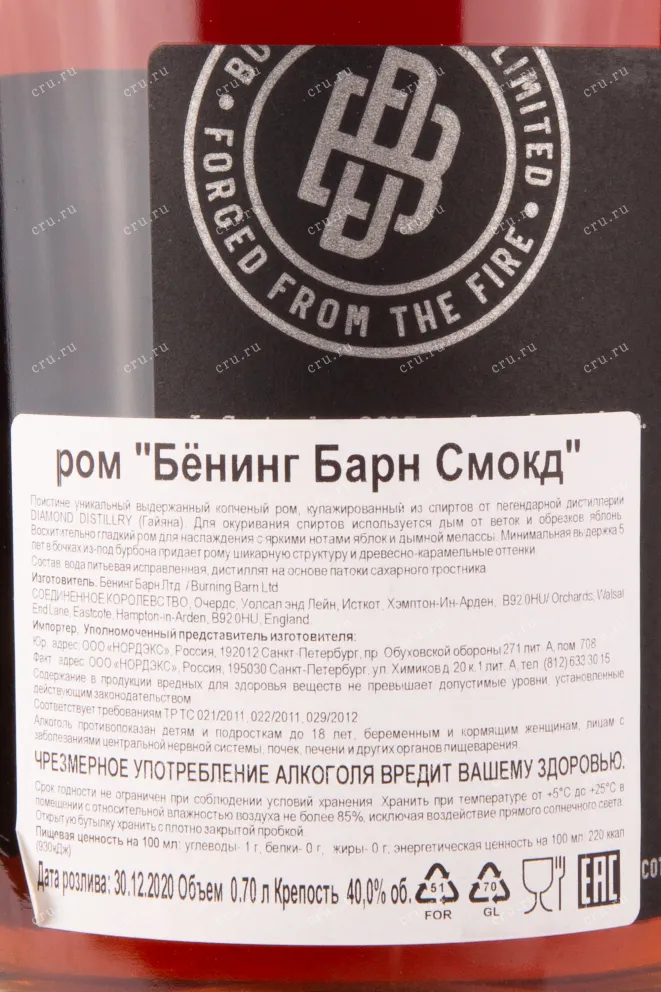 LIMITED • FORGED FROM THE FIRE •
ром "Бёнинг Барн Смокд"
Поистине уникальный выдержанный копченый ром, купажированный из спиртов от легендарной дистиллерии
DIAMOND DISTILLRY (Гайяна). Для окуривания спиртов используется дым от веток и обрезков яблонь.
Восхитительно гладкий ром для наслаждения с яркими нотами яблок и дымной мелассы. Минимальная выдержка 5
лет в бочках из-под бурбона придает рому шикарную структуру и древесно-карамельные оттенки.
Состав: вода питьевая исправленная, дистиллят на основе патоки сахарного тростника
Изготовитель: Бенинг Барн Лтд. / Burning Barn Ltd
СОЕДИНЕННОЕ КОРОЛЕВСТВО, Очердс, Уолсал энд Лейн, Исткот, Хэмптон-Ин-Арден, B92 0HU/ Orchards, Walsal
End Lane, Eastcote, Hampton-in-Arden, B92 0HU, England
Импортер, Уполномоченный представитель изготовителя:
Юр. адрес: ООО «НОРДЭКС», Россия, 192012 Санкт-Петербург, пр. Обуховской обороны 271 лит. А, пом. 708
Факт. адрес: ООО «НОРДЭКС», Россия, 195030 Санкт-Петербург, ул. Химиков д. 20 к.1 лит. А, тел. (812) 633 30 15
Содержание в продукции вредных для здоровья веществ не превышает допустимые уровни, установленные
действующим законодательством
Соответствует требованиям ТР ТС 021/2011, 022/2011, 029/2012
Алкоголь противопоказан детям и подросткам до 18 лет, беременным и кормящим женщинам, лицам с
заболеваниями центральной нервной системы, почек, печени и других органов пищеварения.
ЧРЕЗМЕРНОЕ УПОТРЕБЛЕНИЕ АЛКОГОЛЯ ВРЕДИТ ВАШЕМУ ЗДОРОВЬЮ.
Срок годности не ограничен при соблюдении условий хранения. Хранить при температуре от +5°C до +25°C в
помещении с относительной влажностью воздуха не более 85%, исключая воздействие прямого солнечного света.
Открытую бутылку хранить с плотно закрытой пробкой.
Пищевая ценность на 100 мл: углеводы- 1 г, белки- 0 г, жиры- 0 г, энергетическая ценность на 100 мл: 220 ккал
(930кДж)
Дата розлива: 30.12.2020 Объем 0.70 л Крепость 40,0% об.
51
FOR
70
GL
EAC
cru.ru